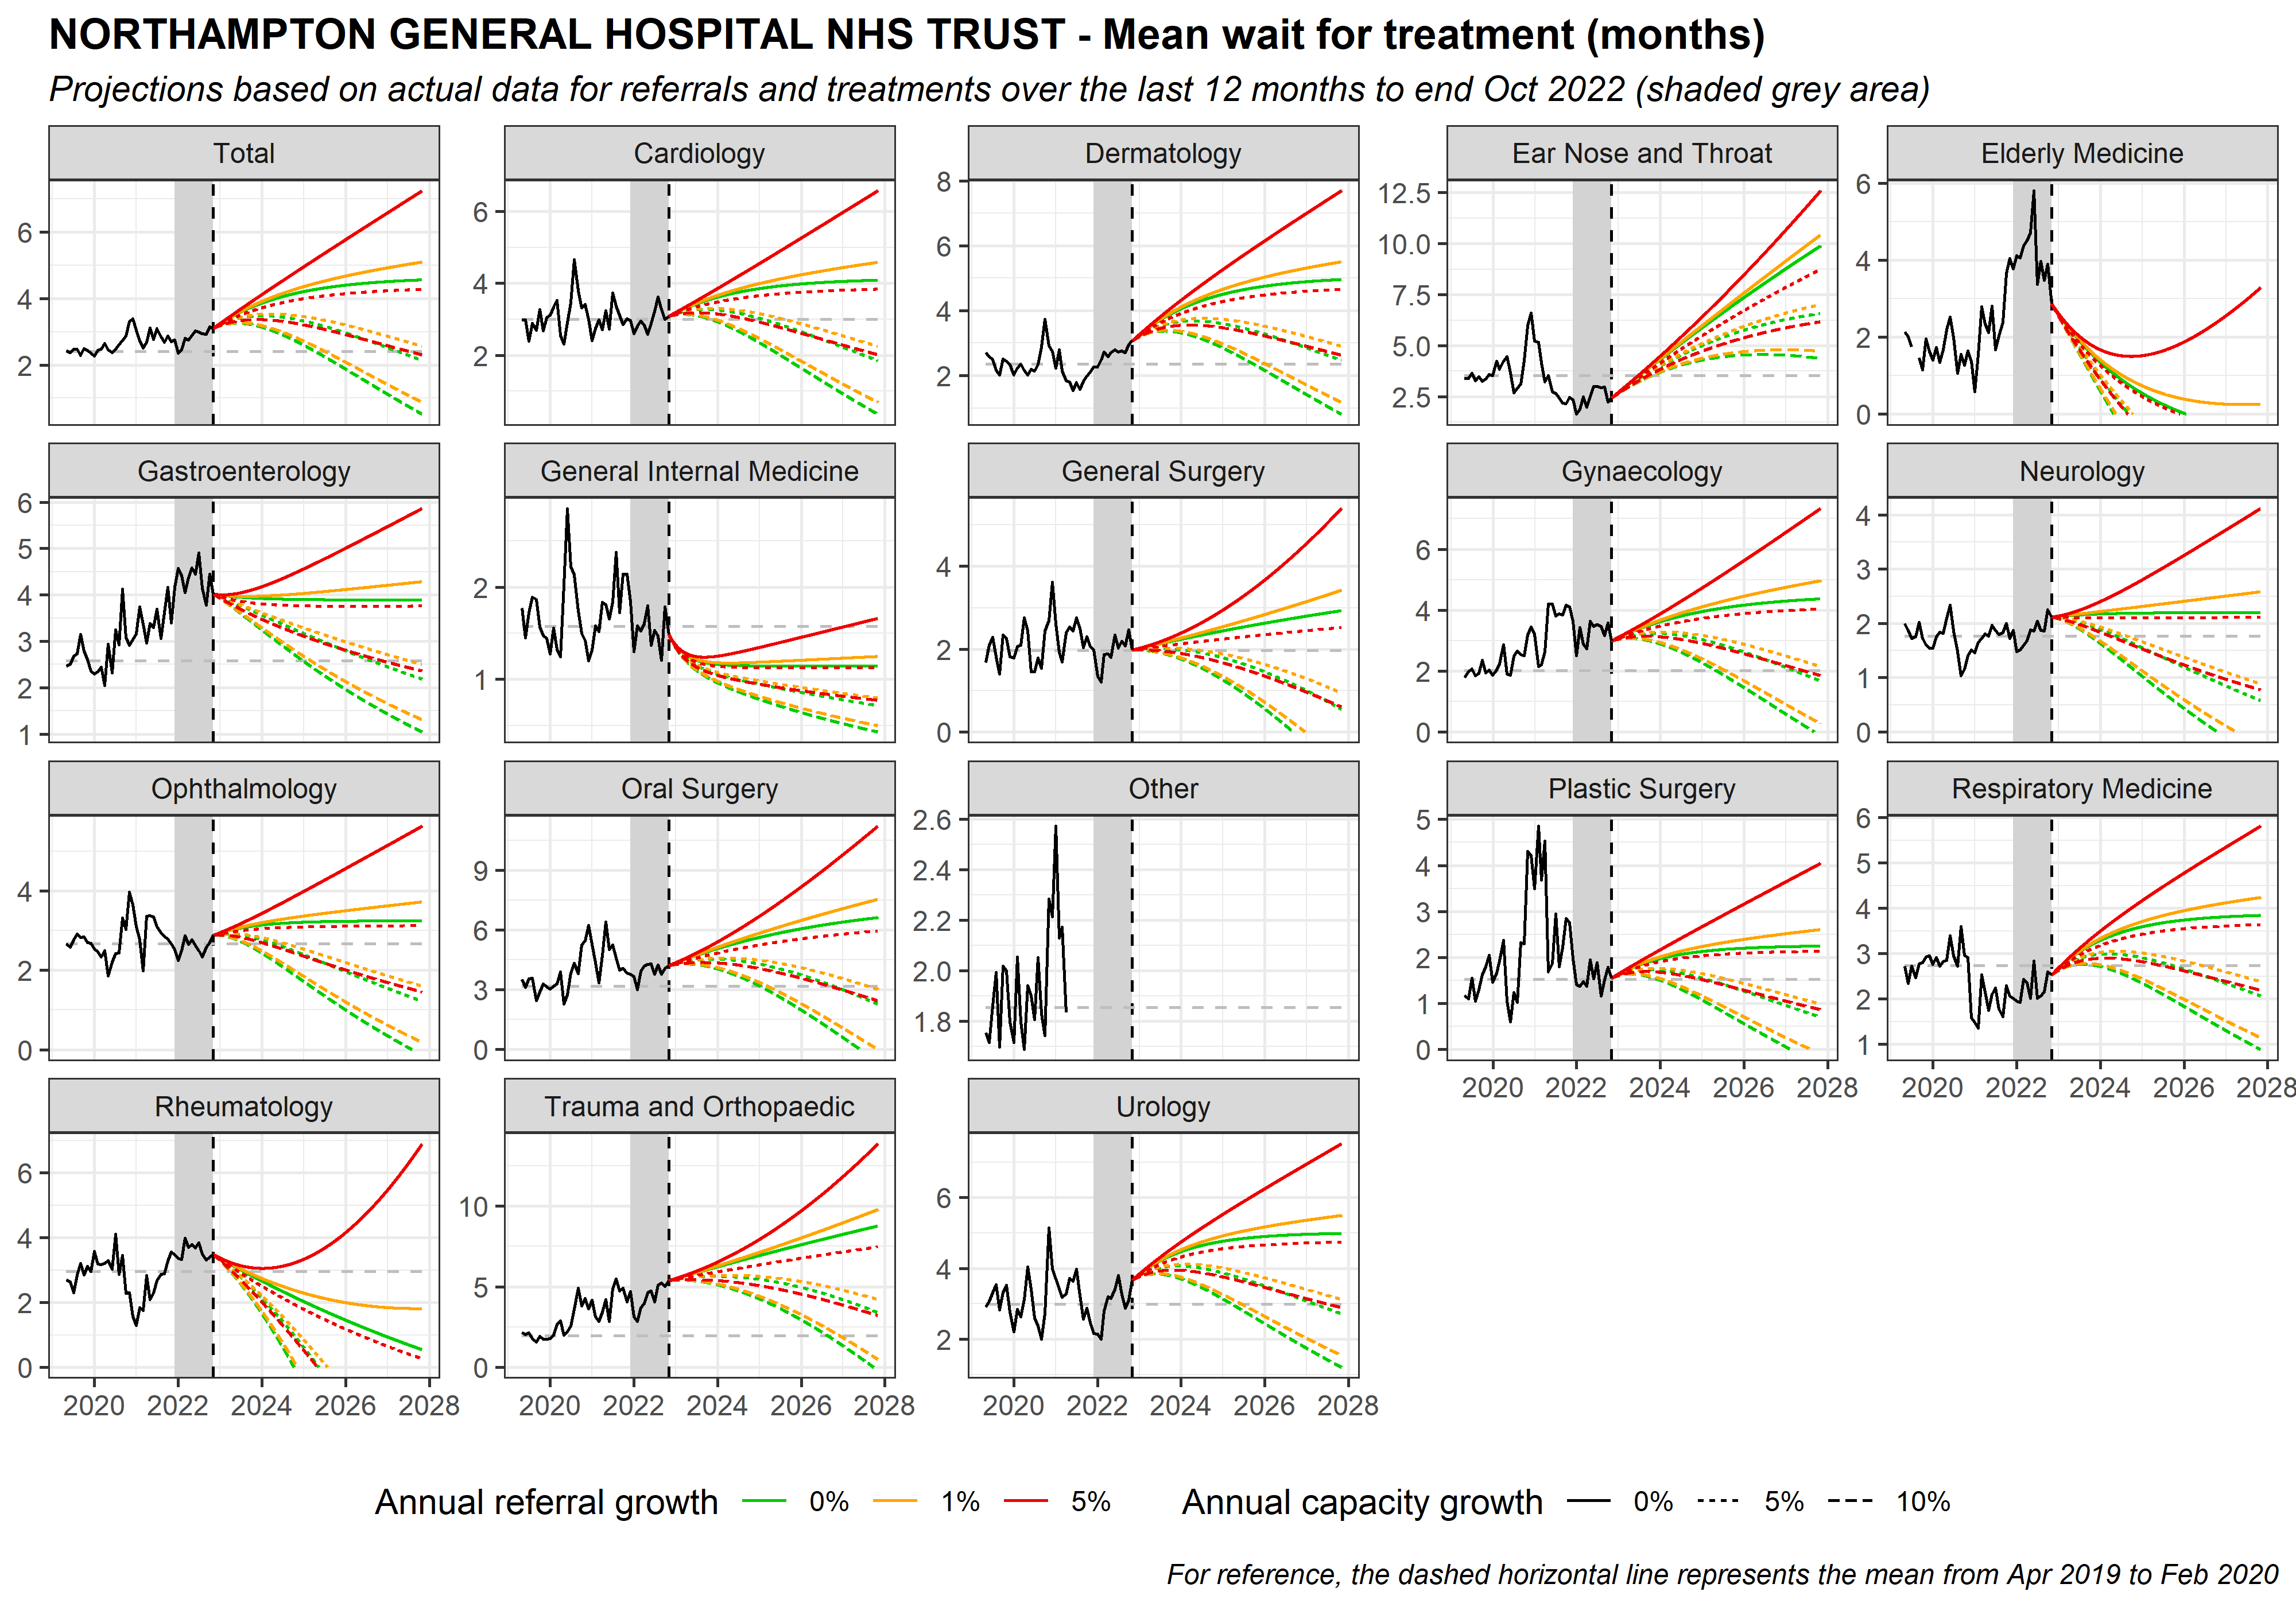 NORTHAMPTON GENERAL HOSPITAL NHS TRUST - Mean wait for treatment (months)
Projections based on actual data for referrals and treatments over the last 12 months to end Oct 2022 (shaded grey area)
Total Cardiology Dermatology Ear Nose and Throat Elderly Medicine
6 4 2
6 4 2
8 6 4 2
12.5 10.0 7.5 5.0 2.5
6 4 2 0
Gastroenterology General Internal Medicine General Surgery Gynaecology Neurology
6 5 4 3 2 1
2 1
4 2 0
6 4 2 0
4 3 2 1 0
Ophthalmology Oral Surgery Other Plastic Surgery Respiratory Medicine
4 2 0
9 6 3 0
2.6 2.4 2.2 2.0 1.8
5 4 3 2 1 0
6 5 4 3 2 1
2020 2022 2024 2026 2028 2020 2022 2024 2026 2028
Rheumatology Trauma and Orthopaedic Urology
6 4 2 0
10 5 0
6 4 2
2020 2022 2024 2026 2028 2020 2022 2024 2026 2028 2020 2022 2024 2026 2028
Annual referral growth 0% 1% 5% Annual capacity growth 0% 5% 10%
For reference, the dashed horizontal line represents the mean from Apr 2019 to Feb 2020